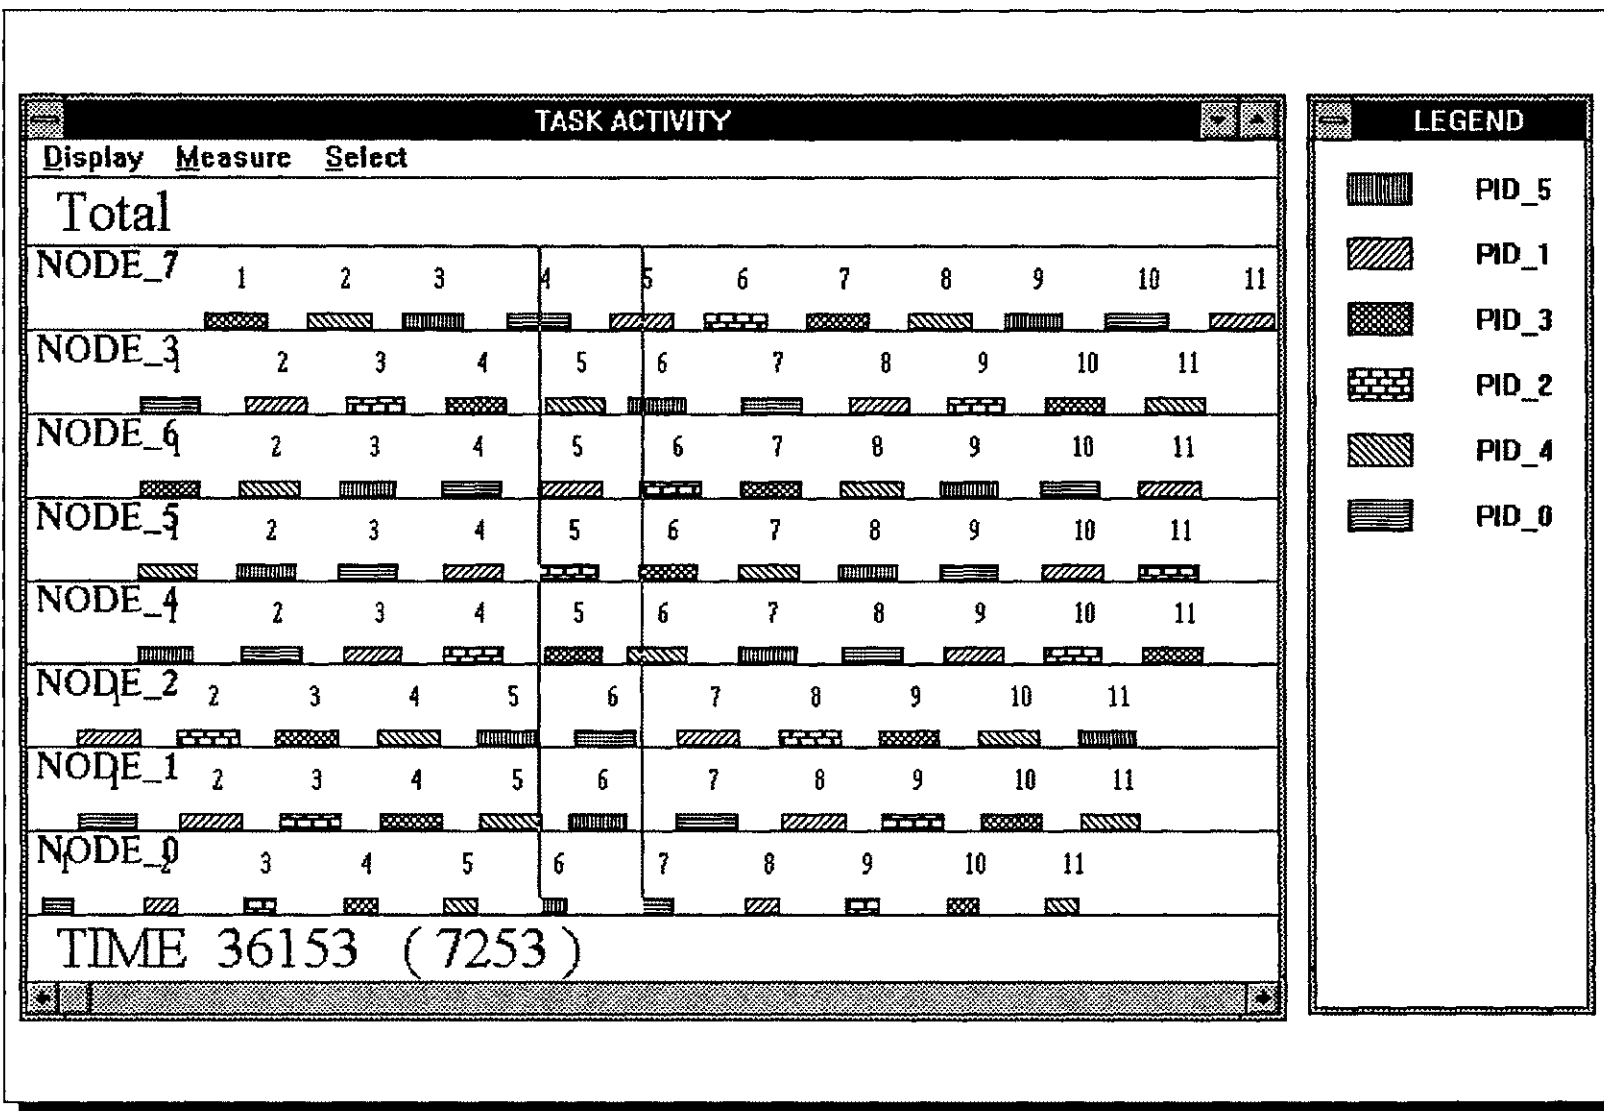 TASK ACTIVITY
Display Measure Select
Total
NODE_7 1 2 3 4 5 6 7 8 9 10 11
NODE_3 1 2 3 4 5 6 7 8 9 10 11
NODE_6 1 2 3 4 5 6 7 8 9 10 11
NODE_5 1 2 3 4 5 6 7 8 9 10 11
NODE_4 1 2 3 4 5 6 7 8 9 10 11
NODE_2 1 2 3 4 5 6 7 8 9 10 11
NODE_1 1 2 3 4 5 6 7 8 9 10 11
NODE_0 1 2 3 4 5 6 7 8 9 10 11
TIME 36153 ( 7253 )
LEGEND
PID_5
PID_1
PID_3
PID_2
PID_4
PID_0